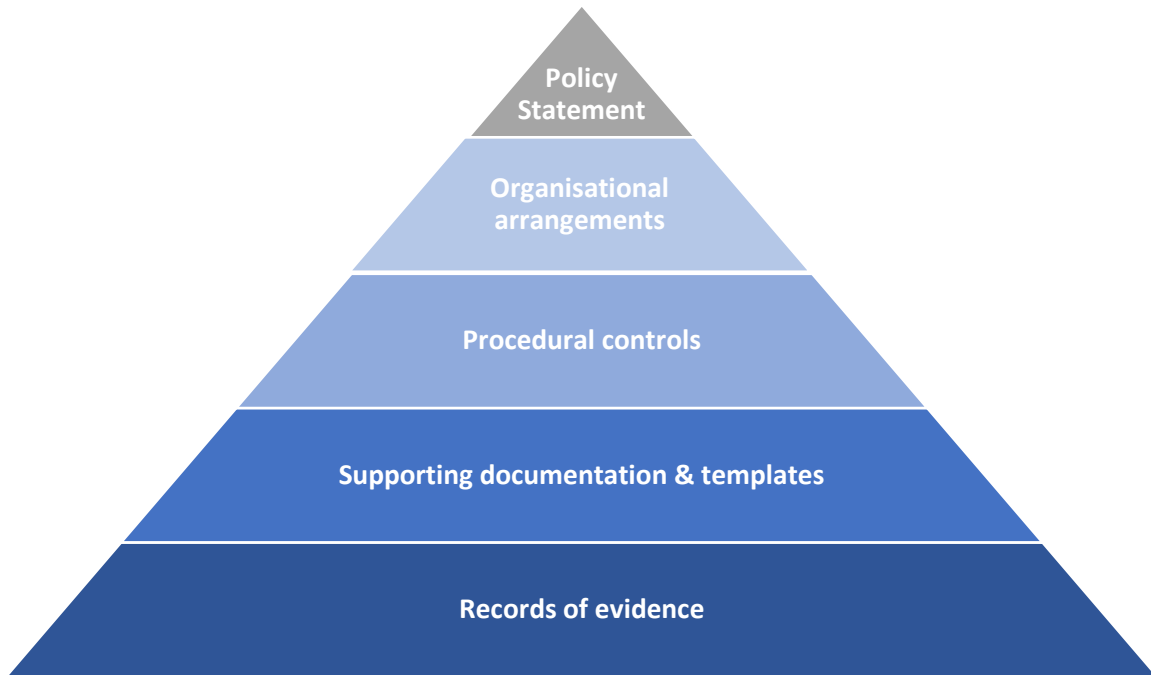 Policy
Statement
Organisational
arrangements
Procedural controls
Supporting documentation & templates
Records of evidence